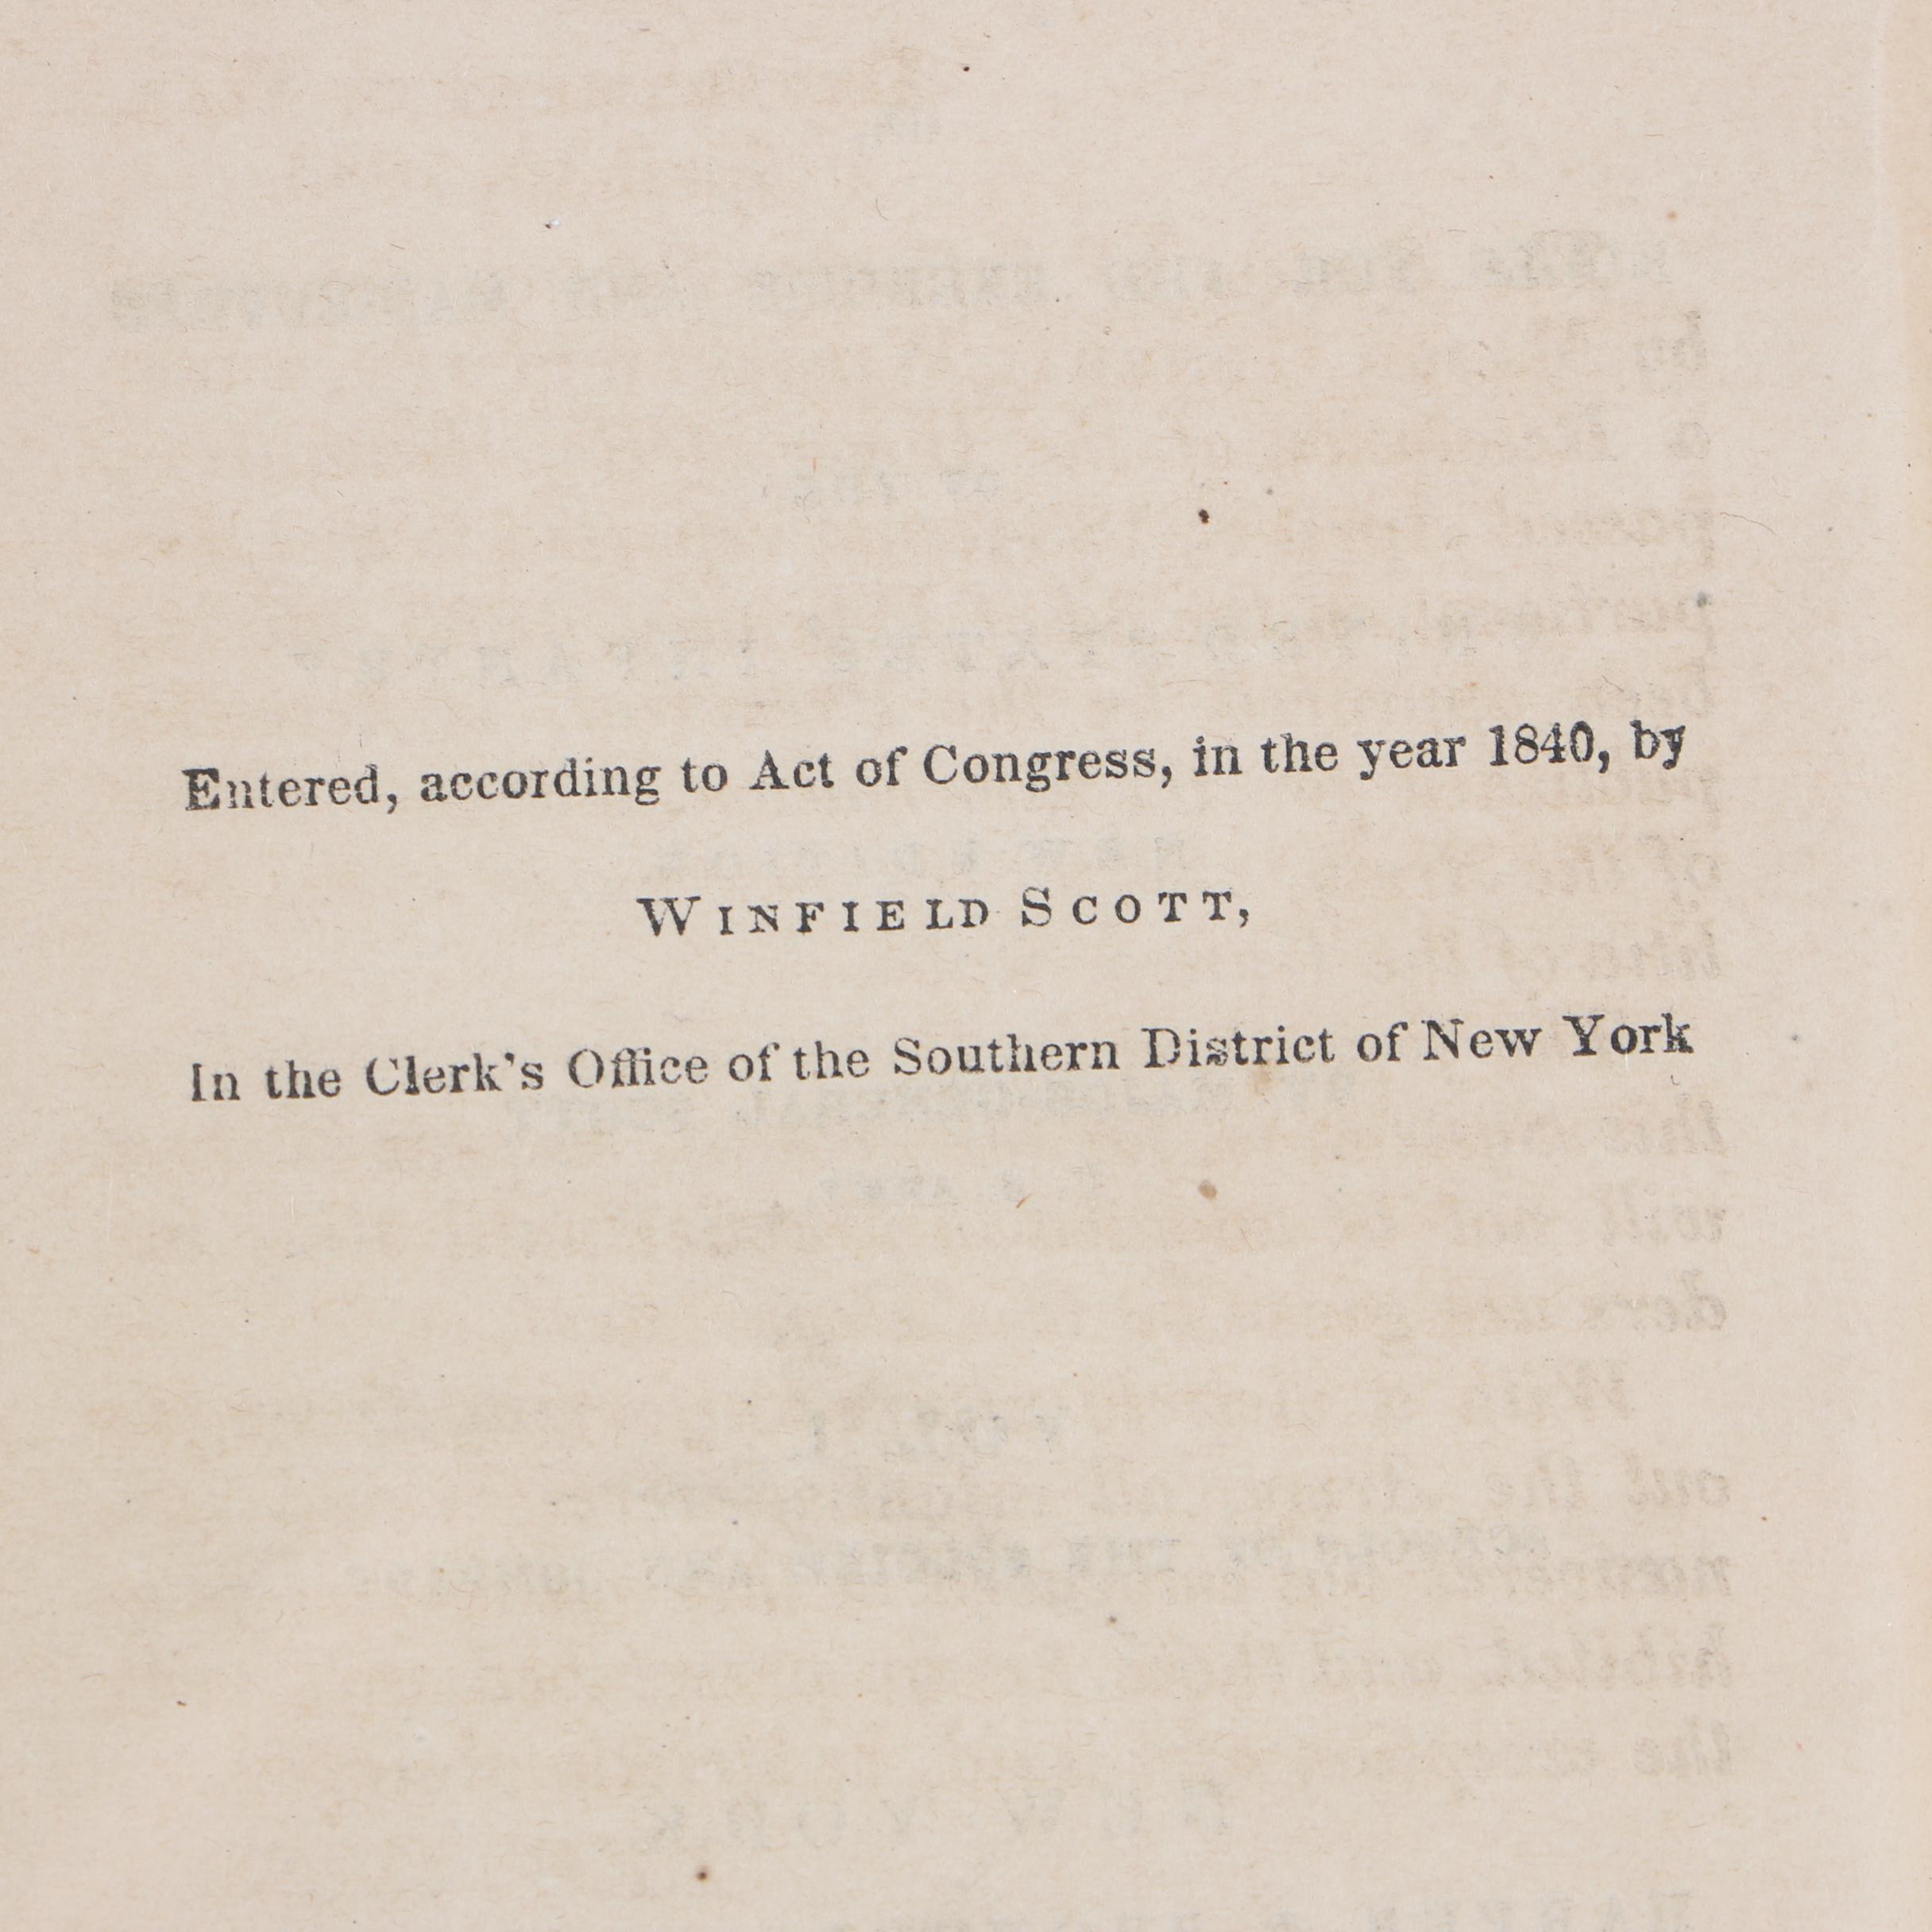 Entered, according to Act of Congress, in the year 1840, by
WINFIELD SCOTT,
In the Clerk's Office of the Southern District of New York